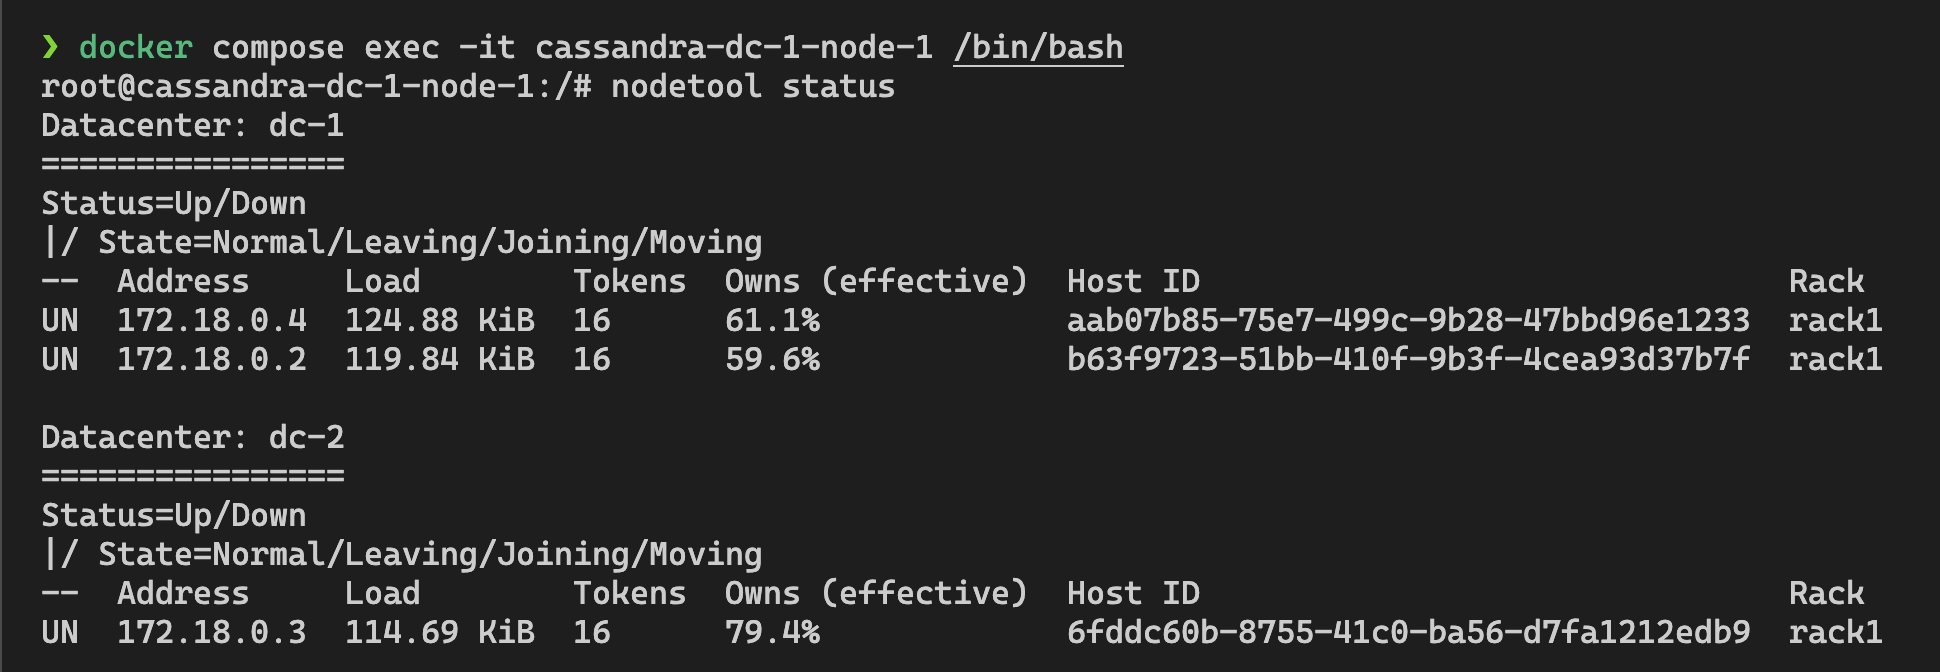 ❯ docker compose exec -it cassandra-dc-1-node-1 /bin/bash
root@cassandra-dc-1-node-1:/# nodetool status
Datacenter: dc-1
================
Status=Up/Down
|/ State=Normal/Leaving/Joining/Moving
--  Address     Load        Tokens  Owns (effective)  Host ID                               Rack
UN  172.18.0.4  124.88 KiB  16      61.1%             aab07b85-75e7-499c-9b28-47bbd96e1233  rack1
UN  172.18.0.2  119.84 KiB  16      59.6%             b63f9723-51bb-410f-9b3f-4cea93d37b7f  rack1

Datacenter: dc-2
================
Status=Up/Down
|/ State=Normal/Leaving/Joining/Moving
--  Address     Load        Tokens  Owns (effective)  Host ID                               Rack
UN  172.18.0.3  114.69 KiB  16      79.4%             6fddc60b-8755-41c0-ba56-d7fa1212edb9  rack1